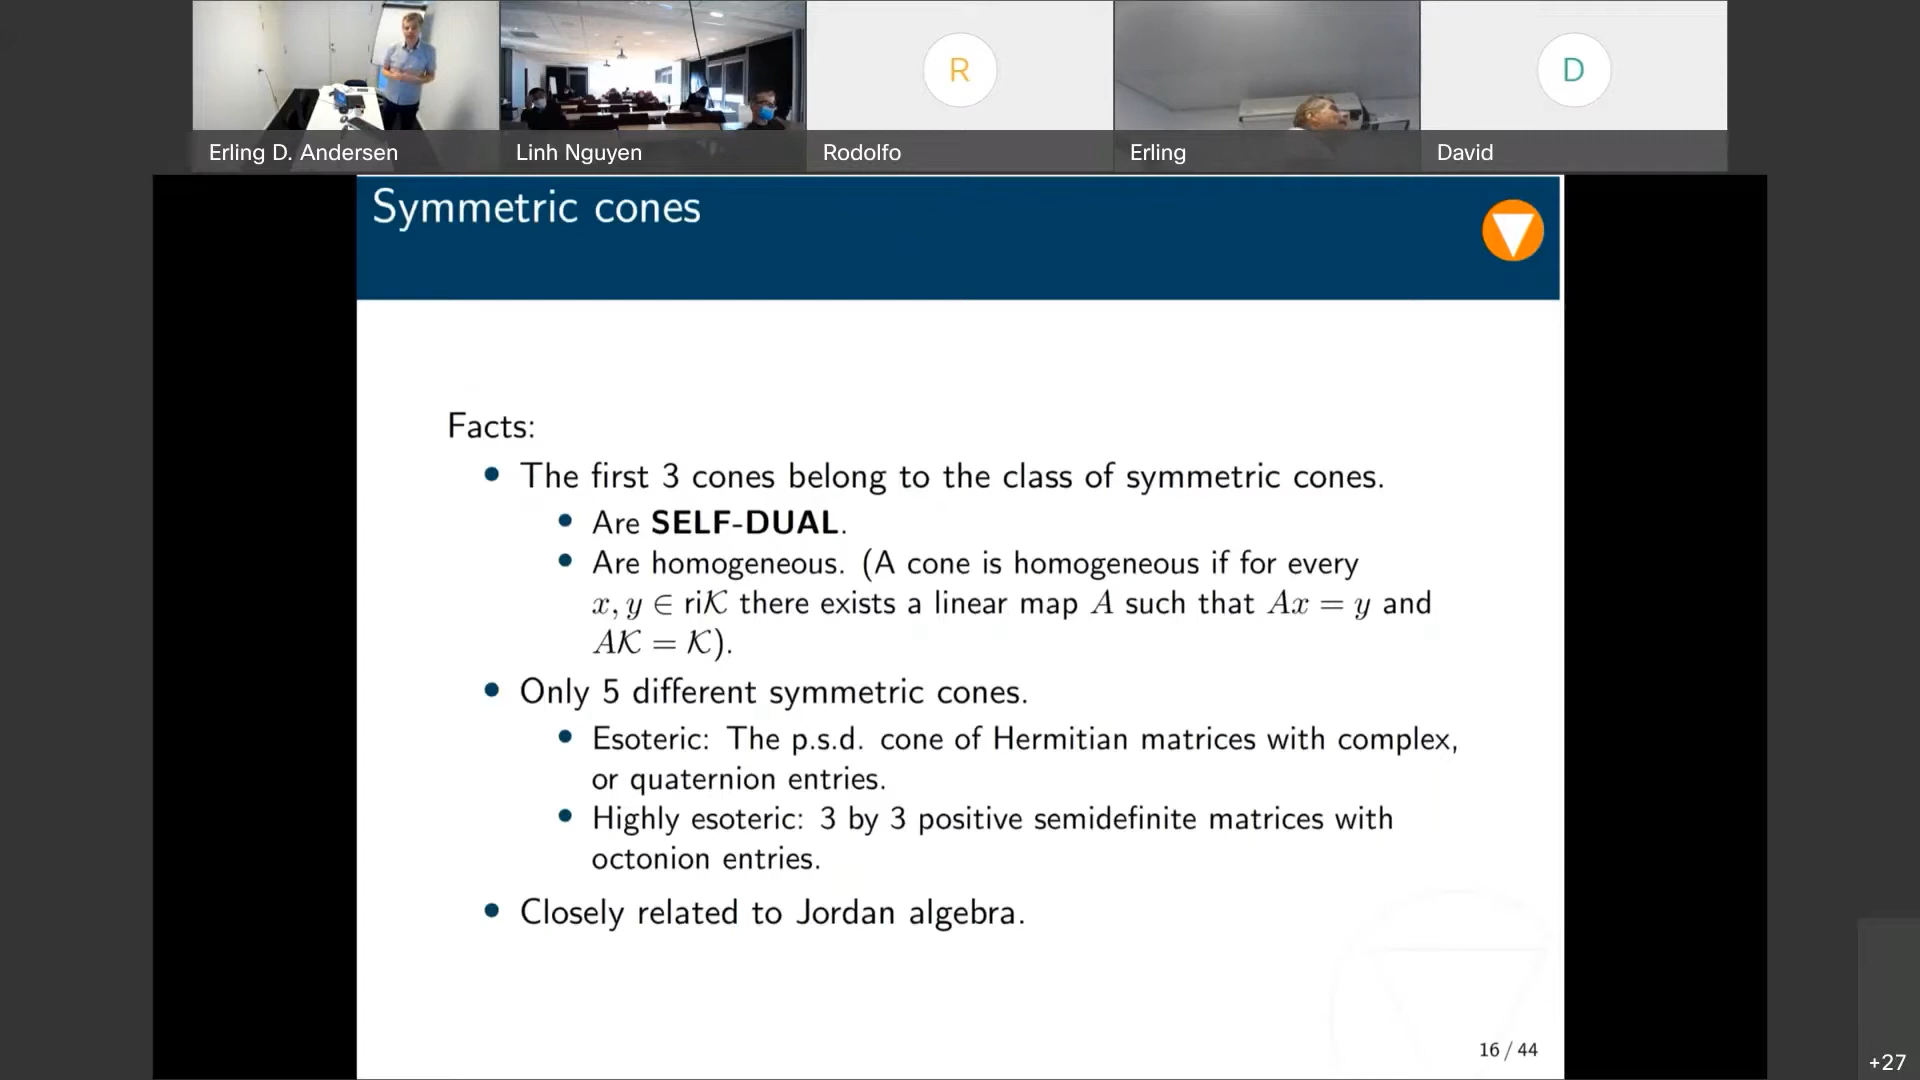 R
D
Erling D. Andersen
Linh Nguyen
Rodolfo
Erling
David
Symmetric cones
Facts:
• The first 3 cones belong to the class of symmetric cones.
• Are SELF-DUAL.
• Are homogeneous. (A cone is homogeneous if for every
x, y ∈ ri𝒦 there exists a linear map A such that Ax = y and
A𝒦 = 𝒦).
• Only 5 different symmetric cones.
• Esoteric: The p.s.d. cone of Hermitian matrices with complex,
or quaternion entries.
• Highly esoteric: 3 by 3 positive semidefinite matrices with
octonion entries.
• Closely related to Jordan algebra.
16 / 44
+27